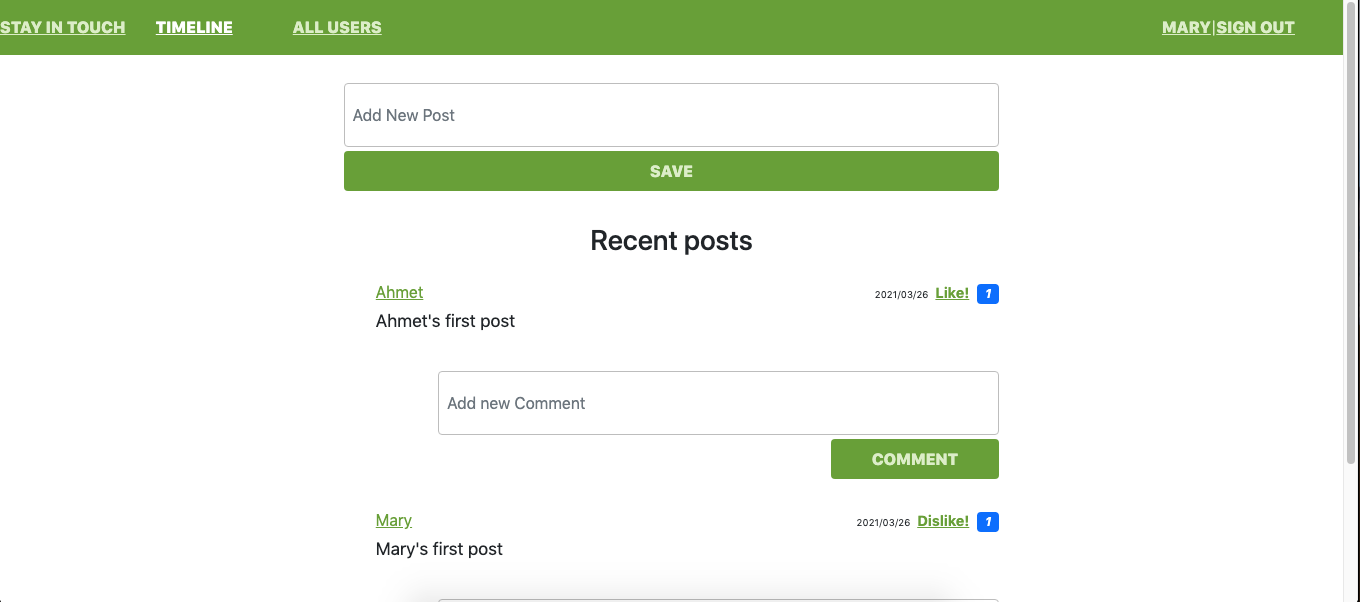 STAY IN TOUCH TIMELINE ALL USERS MARY|SIGN OUT
Add New Post
SAVE
Recent posts
Ahmet 2021/03/26 Like! 1
Ahmet's first post
Add new Comment
COMMENT
Mary 2021/03/26 Dislike! 1
Mary's first post